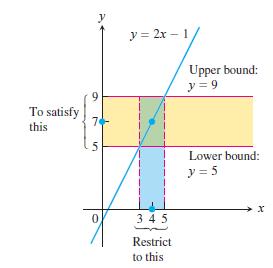 y
y = 2x − 1
Upper bound:
y = 9
9
To satisfy
this
7
5
Lower bound:
y = 5
x
0
3 4 5
Restrict
to this